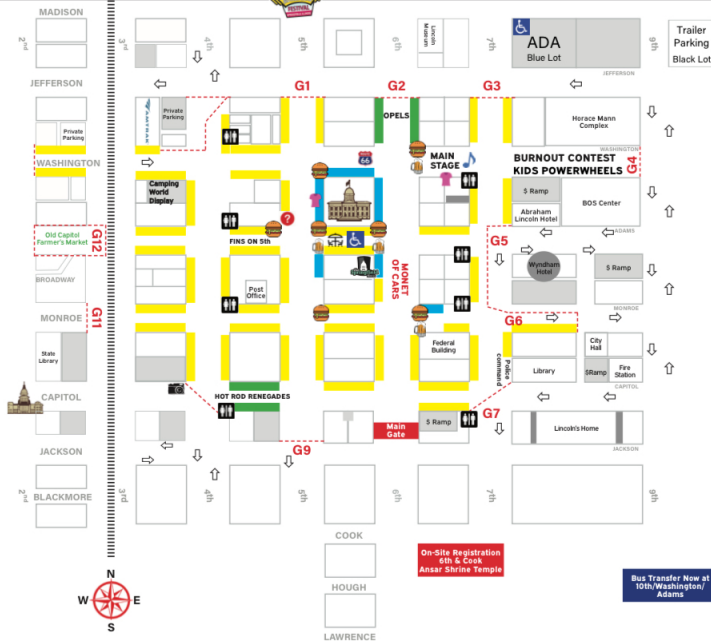 FESTIVAL
MADISON
2nd
3rd
4th
5th
6th
7th
9th
Lincoln
Museum
ADA
Blue Lot
Trailer
Parking
Black Lot
JEFFERSON
JEFFERSON
G1
G2
G3
AMTRAK
Private
Parking
Private
Parking
OPELS
Horace Mann
Complex
WASHINGTON
WASHINGTON
66
MAIN
STAGE
BURNOUT CONTEST
KIDS POWERWHEELS
G4
Camping
World
Display
$ Ramp
Abraham
Lincoln Hotel
BOS Center
ADAMS
Old Capitol
Farmer's Market
G12
?
FINS ON 5th
G5
BROADWAY
Post
Office
MONET
OF CARS
Wyndham
Hotel
$ Ramp
MONROE
MONROE
G11
G6
State
Library
Federal
Building
Police
command
Library
City
Hall
$Ramp
Fire
Station
CAPITOL
CAPITOL
HOT ROD RENEGADES
Main
Gate
$ Ramp
G7
Lincoln's Home
G9
JACKSON
JACKSON
2nd
BLACKMORE
3rd
4th
5th
6th
7th
9th
COOK
On-Site Registration
6th & Cook
Ansar Shrine Temple
HOUGH
N
W
E
S
Bus Transfer Now at
10th/Washington/
Adams
LAWRENCE